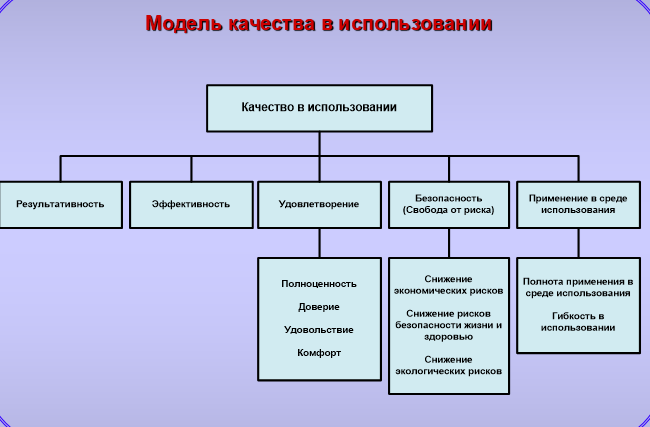 Модель качества в использовании
Качество в использовании
Результативность
Эффективность
Удовлетворение
Безопасность
(Свобода от риска)
Применение в среде
использования
Полноценность
Доверие
Удовольствие
Комфорт
Снижение
экономических рисков
Снижение рисков
безопасности жизни и
здоровью
Снижение
экологических рисков
Полнота применения в
среде использования
Гибкость в
использовании